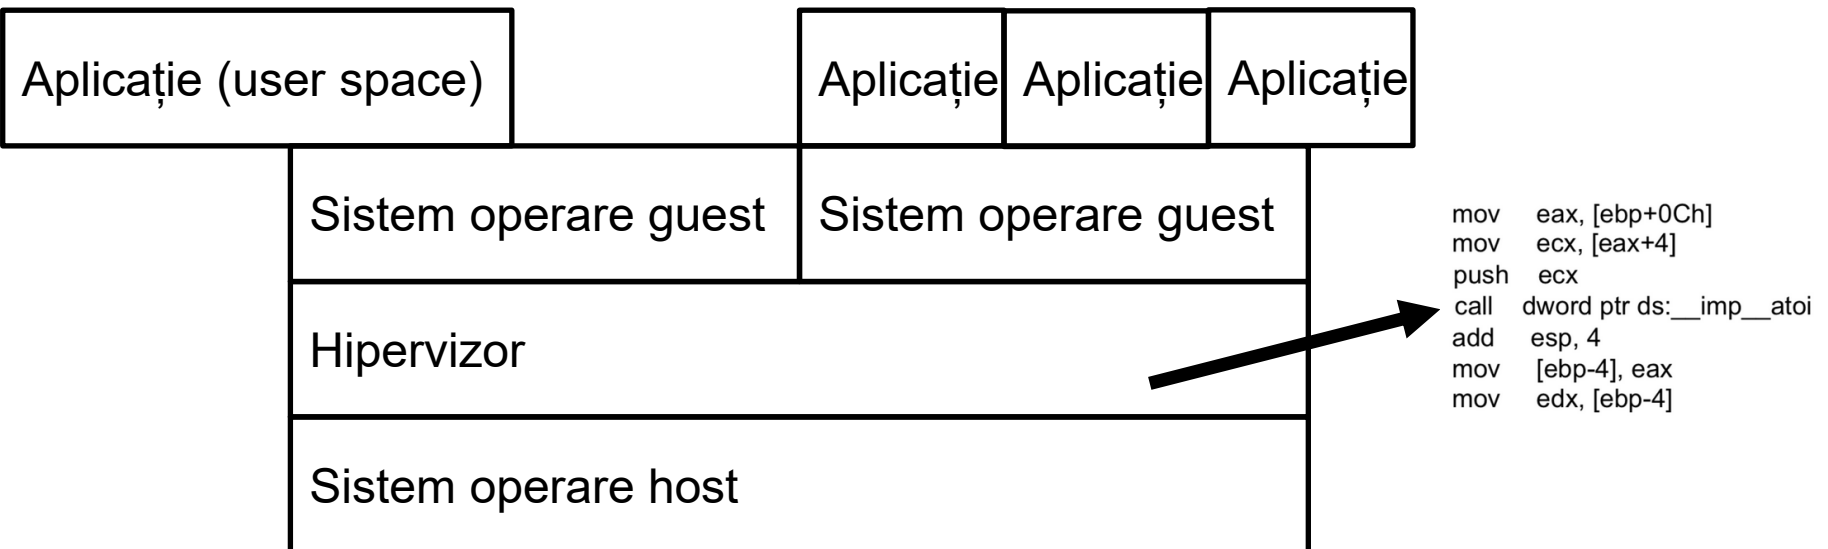 Aplicație (user space)
Aplicație
Aplicație
Aplicație
Sistem operare guest
Sistem operare guest
Hipervizor
Sistem operare host
mov eax, [ebp+0Ch]
mov ecx, [eax+4]
push ecx
call dword ptr ds:__imp__atoi
add esp, 4
mov [ebp-4], eax
mov edx, [ebp-4]